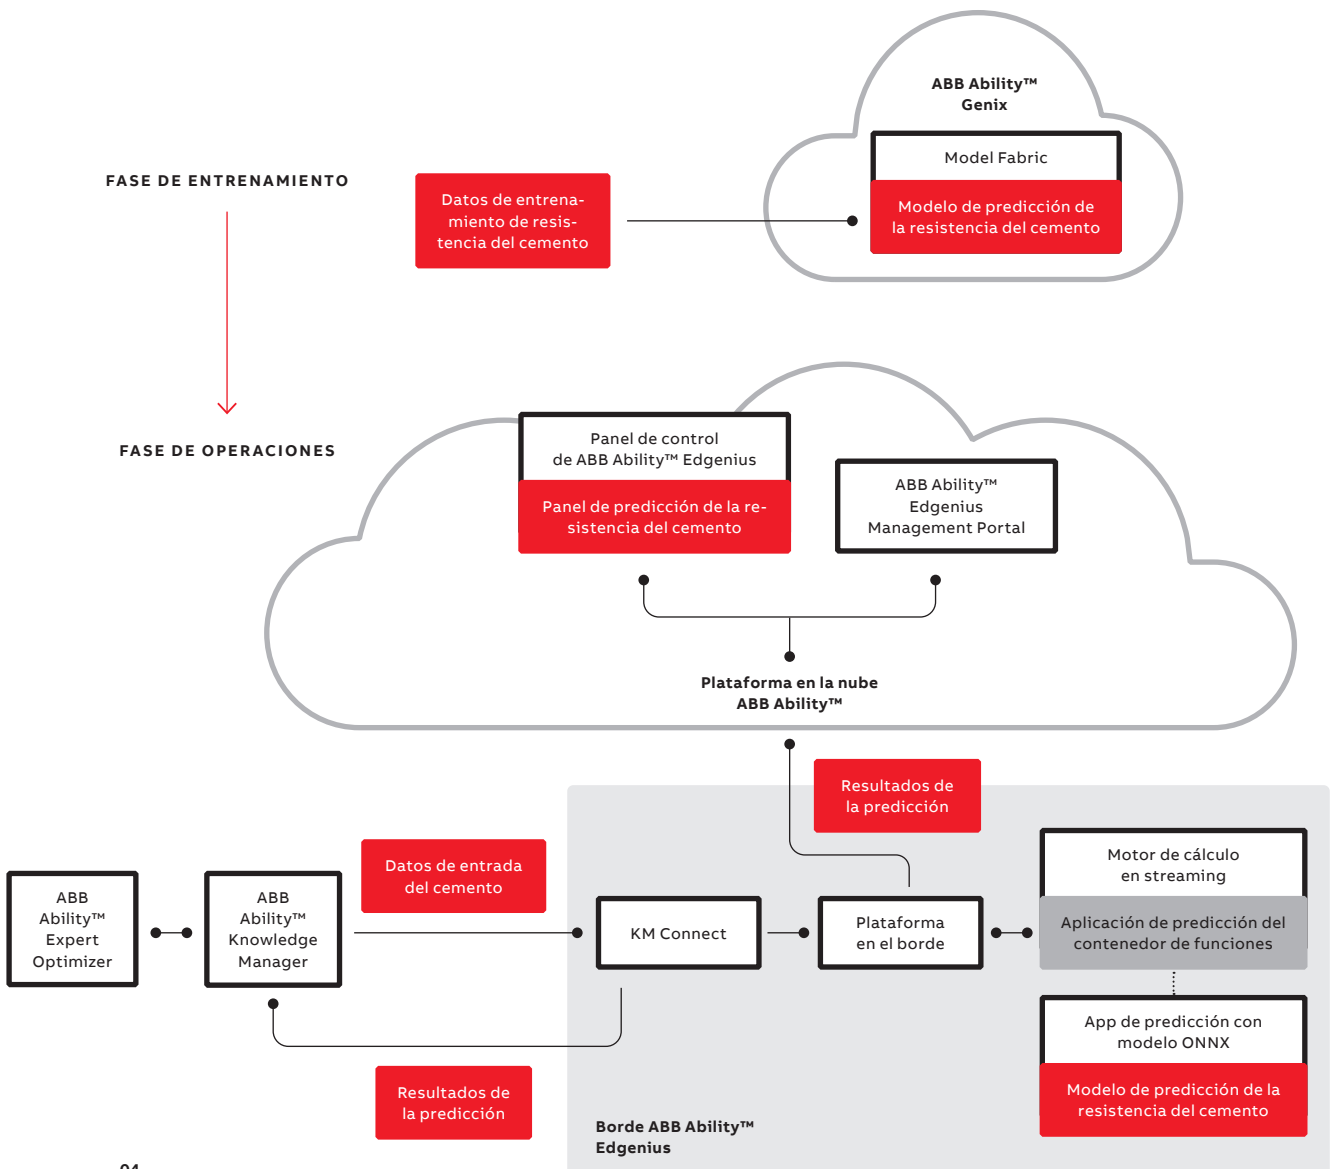 ABB Ability™
Genix
Model Fabric
FASE DE ENTRENAMIENTO
Datos de entrena-
miento de resis-
tencia del cemento
Modelo de predicción de
la resistencia del cemento
FASE DE OPERACIONES
Panel de control
de ABB Ability™ Edgenius
Panel de predicción de la re-
sistencia del cemento
ABB Ability™
Edgenius
Management Portal
Plataforma en la nube
ABB Ability™
Resultados de
la predicción
Datos de entrada
del cemento
ABB
Ability™
Expert
Optimizer
ABB
Ability™
Knowledge
Manager
KM Connect
Plataforma
en el borde
Motor de cálculo
en streaming
Aplicación de predicción del
contenedor de funciones
App de predicción con
modelo ONNX
Modelo de predicción de la
resistencia del cemento
Resultados de
la predicción
Borde ABB Ability™
Edgenius